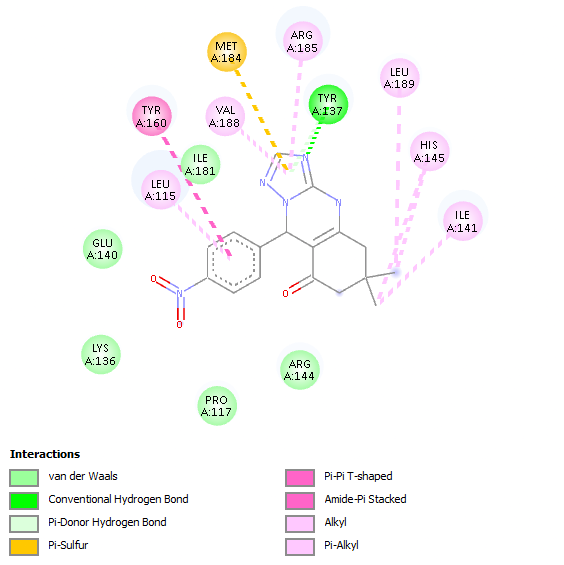 ARG
A:185
MET
A:184
LEU
A:189
TYR
A:137
TYR
A:160
VAL
A:188
HIS
A:145
ILE
A:181
LEU
A:115
ILE
A:141
GLU
A:140
N
N
N
N
O
N
O
O
LYS
A:136
ARG
A:144
PRO
A:117
Interactions
van der Waals
Conventional Hydrogen Bond
Pi-Donor Hydrogen Bond
Pi-Sulfur
Pi-Pi T-shaped
Amide-Pi Stacked
Alkyl
Pi-Alkyl